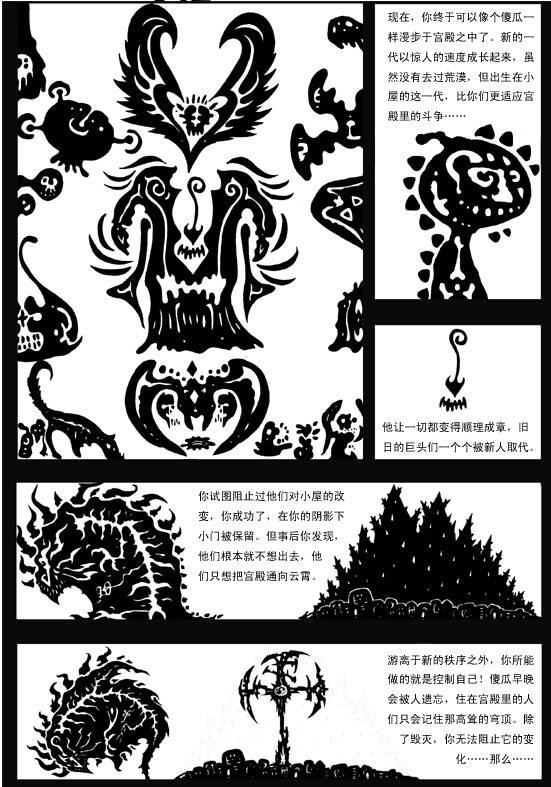 现在，你终于可以像个傻瓜一
样漫步于宫殿之中了。新的一
代以惊人的速度成长起来，虽
然没有去过荒漠，但出生在小
屋的这一代，比你们更适应宫
殿里的斗争……
他让一切都变得顺理成章，旧
日的巨头们一个个被新人取代。
你试图阻止过他们对小屋的改
变，你成功了，在你的阴影下
小门被保留。但事后你发现，
他们根本就不想出去，他
们只想把宫殿通向云霄。
游离于新的秩序之外，你所能
做的就是控制自己！傻瓜早晚
会被人遗忘，住在宫殿里的人
们只会记住那高耸的穹顶。除
了毁灭，你无法阻止它的变
化……那么……